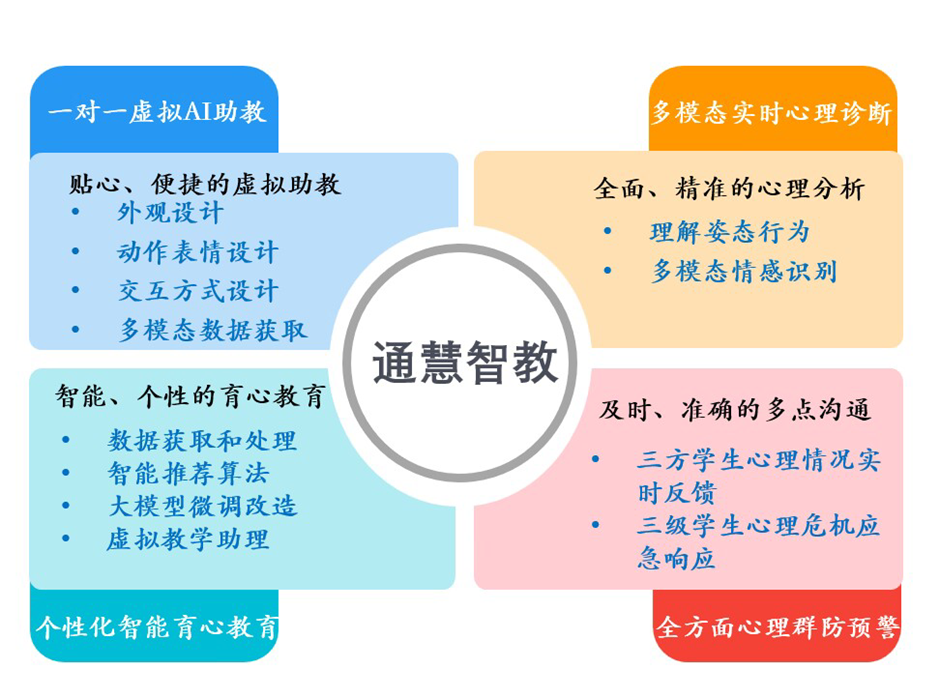 一对一虚拟AI助教
贴心、便捷的虚拟助教
• 外观设计
• 动作表情设计
• 交互方式设计
• 多模态数据获取
多模态实时心理诊断
全面、精准的心理分析
• 理解姿态行为
• 多模态情感识别
通慧智教
智能、个性的育心教育
• 数据获取和处理
• 智能推荐算法
• 大模型微调改造
• 虚拟教学助理
个性化智能育心教育
及时、准确的多点沟通
• 三方学生心理情况实
时反馈
• 三级学生心理危机应
急响应
全方面心理群防预警